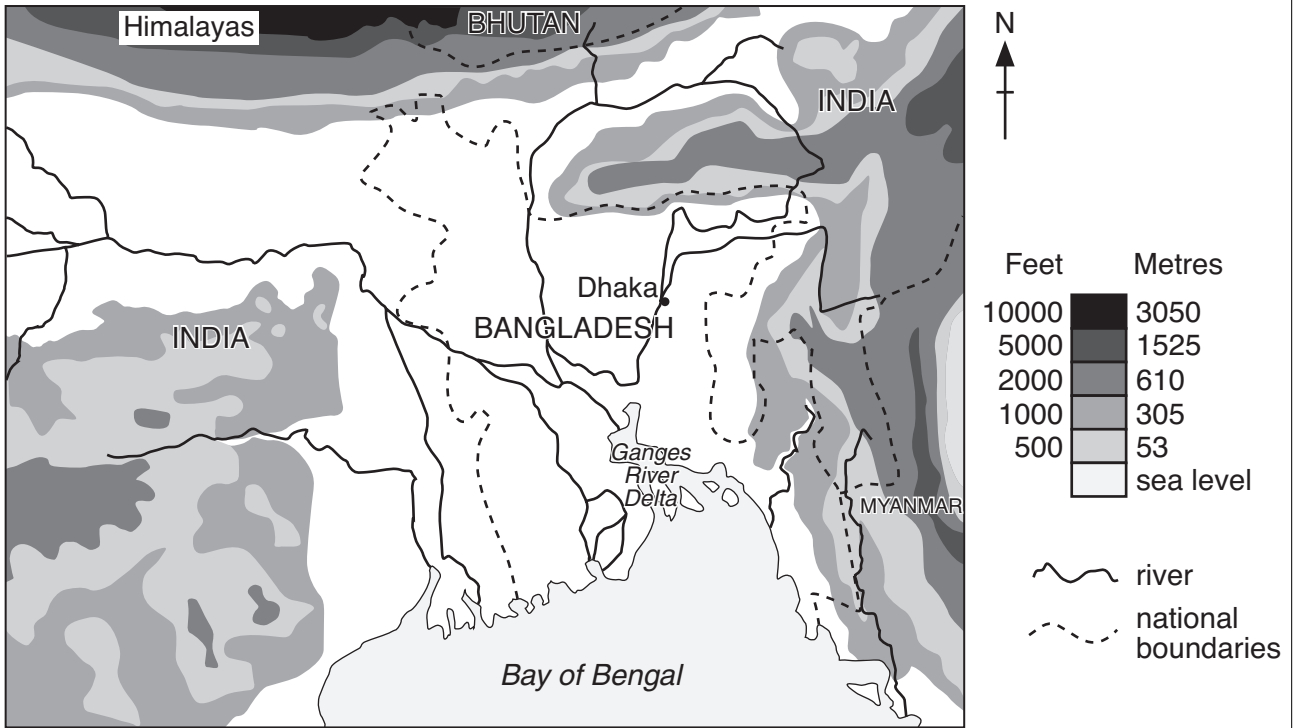 Himalayas
BHUTAN
N
INDIA
Feet Metres
Dhaka
10000 3050
BANGLADESH
INDIA
5000 1525
2000 610
1000 305
500 53
Ganges
River
Delta
sea level
MYANMAR
river
national
boundaries
Bay of Bengal